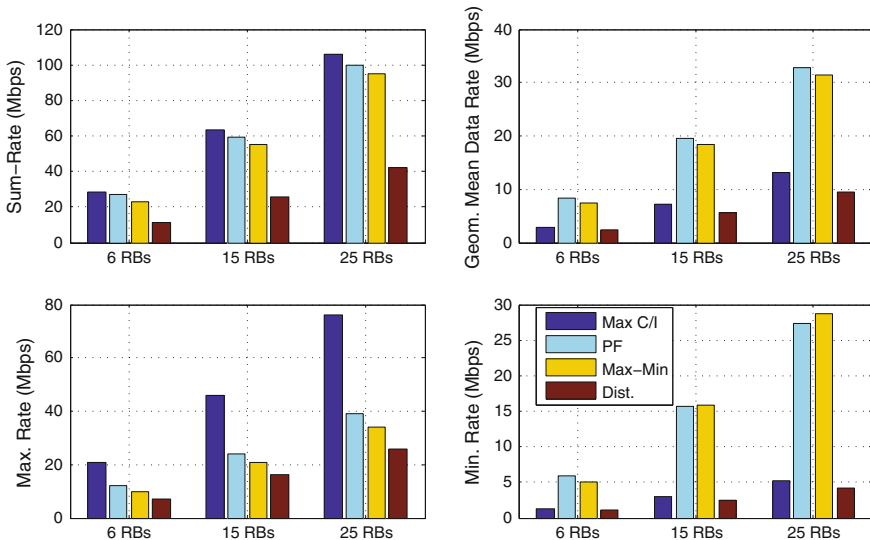 Sum-Rate (Mbps)
120
100
80
60
40
20
0
6 RBs
15 RBs
25 RBs
Geom. Mean Data Rate (Mbps)
40
30
20
10
0
6 RBs
15 RBs
25 RBs
Max. Rate (Mbps)
80
60
40
20
0
6 RBs
15 RBs
25 RBs
Min. Rate (Mbps)
30
25
20
15
10
5
0
6 RBs
15 RBs
25 RBs
Max C/I
PF
Max-Min
Dist.